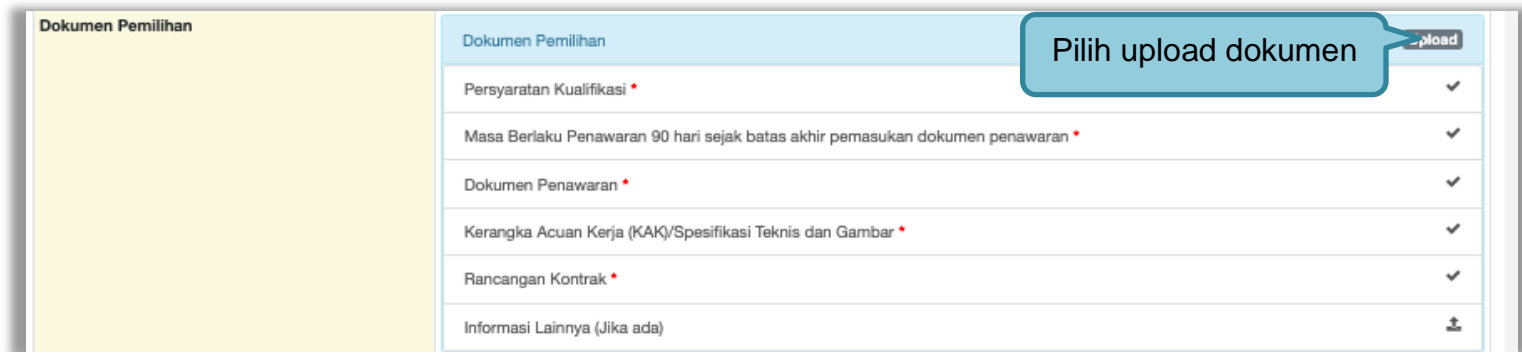 Dokumen Pemilihan
Dokumen Pemilihan
Pilih upload dokumen
Upload
Persyaratan Kualifikasi *
Masa Berlaku Penawaran 90 hari sejak batas akhir pemasukan dokumen penawaran *
Dokumen Penawaran *
Kerangka Acuan Kerja (KAK)/Spesifikasi Teknis dan Gambar *
Rancangan Kontrak *
Informasi Lainnya (Jika ada)